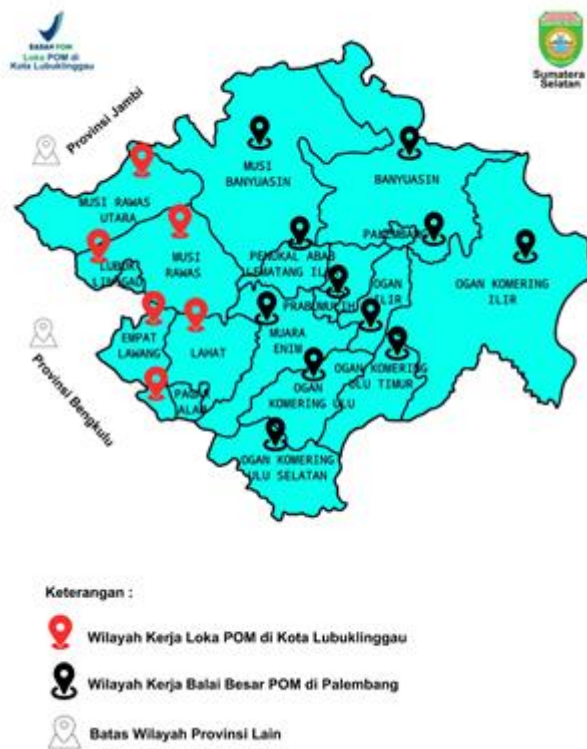 BADAN POM
Loka POM di
Kota Lubuklinggau
Sumatera
Selatan
Provinsi Jambi
MUSI
BANYUASIN
BANYUASIN
MUSI RAWAS
UTARA
PALEMBANG
MUSI
RAWAS
PENUKAL ABAB
LEMATANG ILIR
OGAN
ILIR
OGAN KOMERING
ILIR
PRABUMULIH
EMPAT
LAWANG
LAHAT
MUARA
ENIM
Provinsi Bengkulu
OGAN KOMERING
ULU TIMUR
PAGAR
ALAM
OGAN
KOMERING ULU
OGAN KOMERING
ULU SELATAN
Keterangan :
Wilayah Kerja Loka POM di Kota Lubuklinggau
Wilayah Kerja Balai Besar POM di Palembang
Batas Wilayah Provinsi Lain